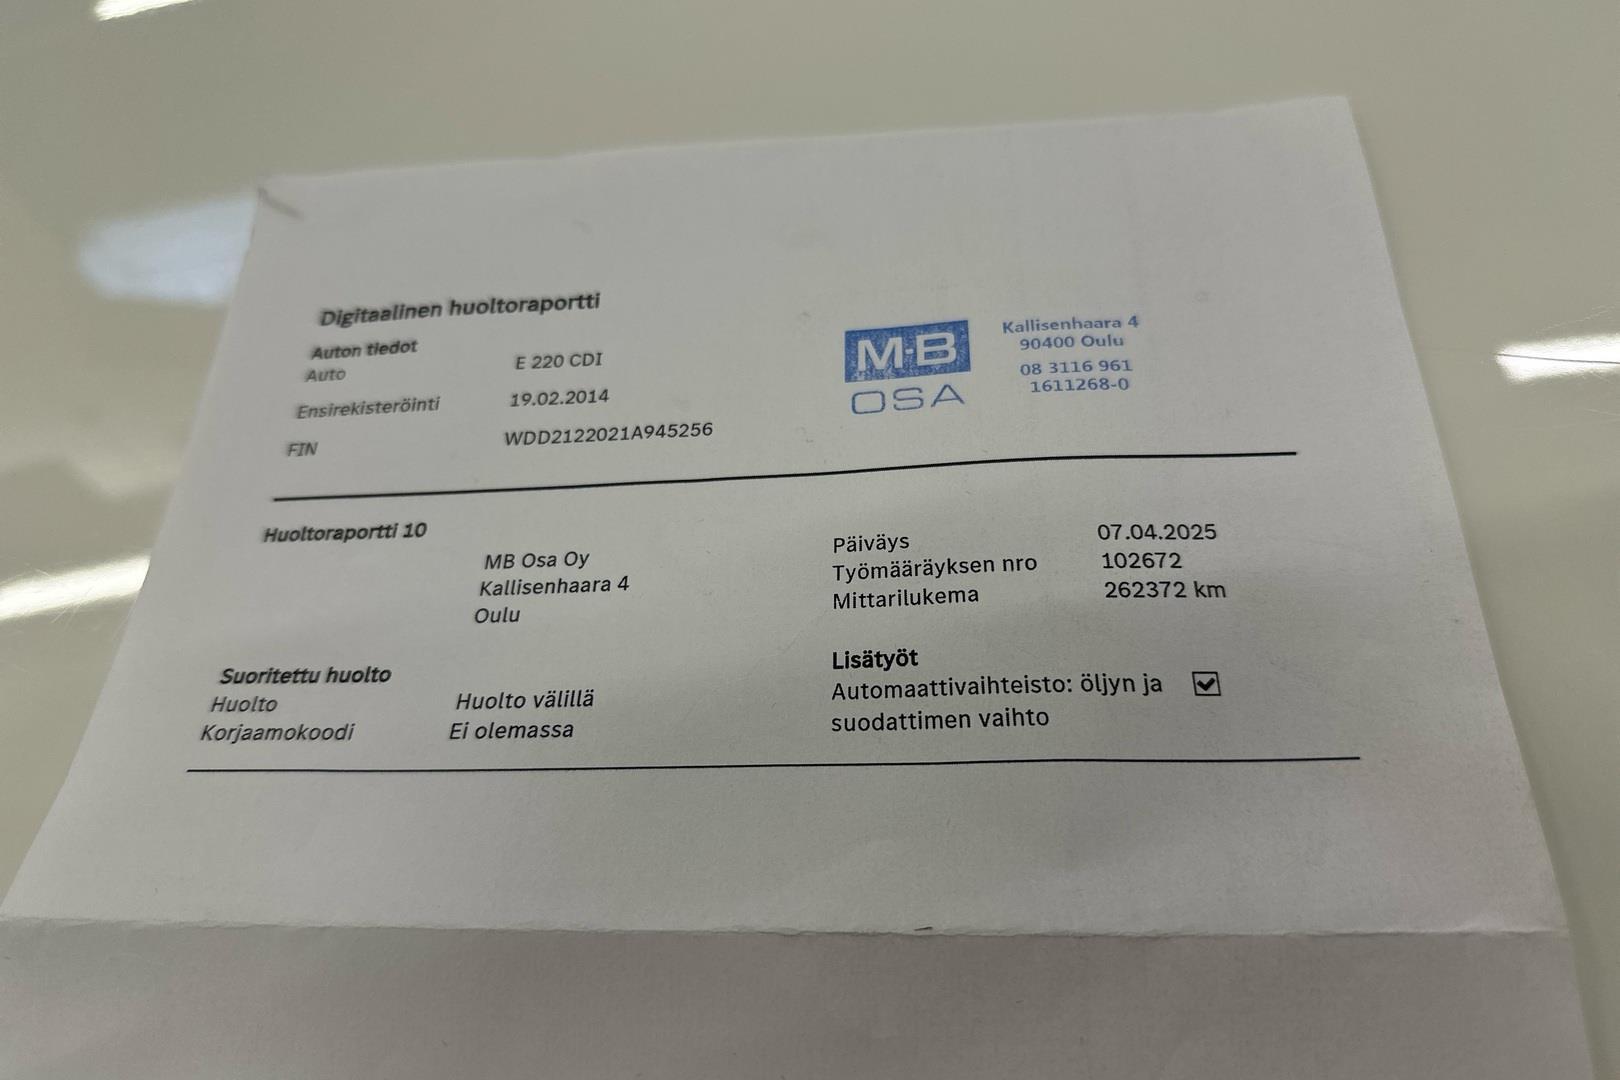 Digitaalinen huoltoraportti
Auton tiedot
Auto E 220 CDI
Ensirekisteröinti 19.02.2014
FIN WDD2122021A945256
M·B
OSA
Kallisenhaara 4
90400 Oulu
08 3116 961
1611268-0
Huoltoraportti 10
MB Osa Oy
Kallisenhaara 4
Oulu
Päiväys 07.04.2025
Työmääräyksen nro 102672
Mittarilukema 262372 km
Suoritettu huolto
Huolto Huolto välillä
Korjaamokoodi Ei olemassa
Lisätyöt
Automaattivaihteisto: öljyn ja
suodattimen vaihto